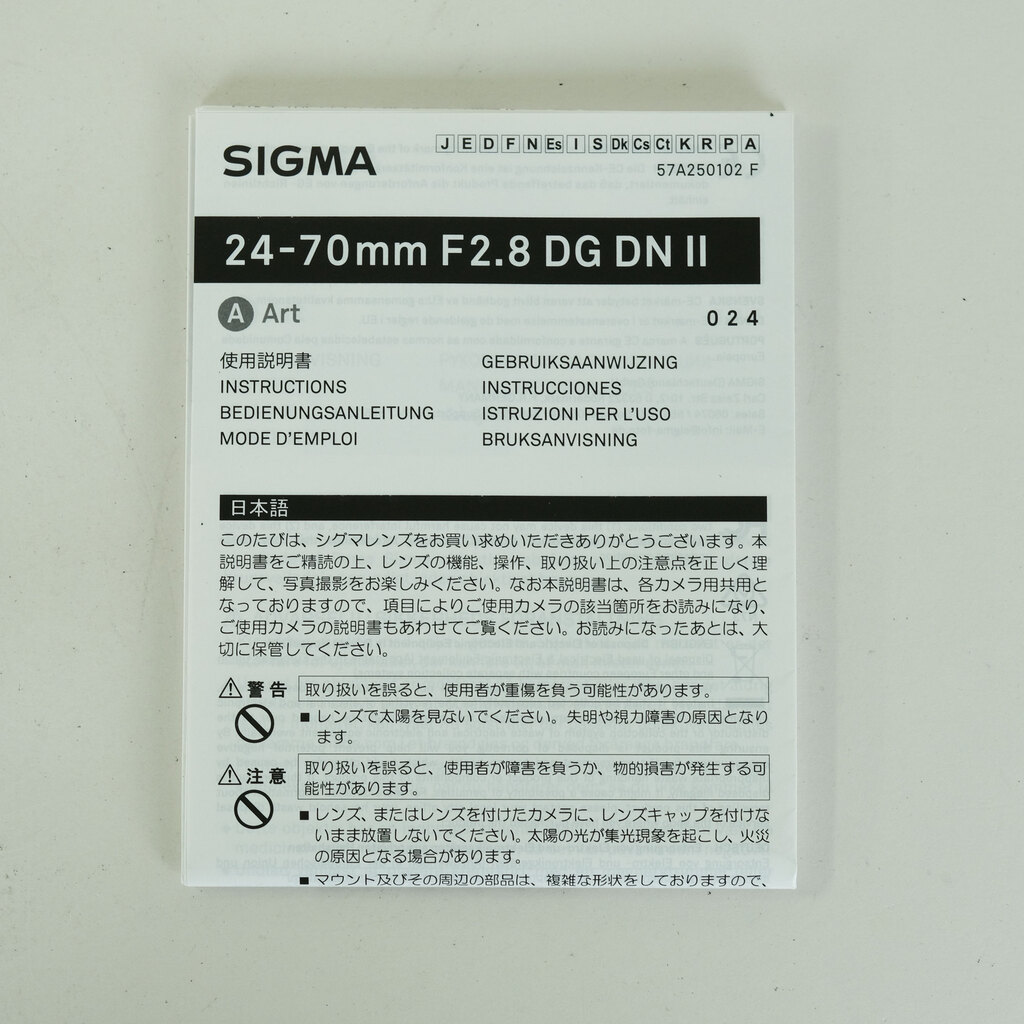 SIGMA
J E D F N Es I S Dk Cs Ct K R P A
57A250102 F
24-70mm F2.8 DG DN II
A Art
024
使用説明書
INSTRUCTIONS
BEDIENUNGSANLEITUNG
MODE D'EMPLOI
GEBRUIKSAANWIJZING
INSTRUCCIONES
ISTRUZIONI PER L'USO
BRUKSANVISNING
日本語
このたびは、シグマレンズをお買い求めいただきありがとうございます。本
説明書をご精読の上、レンズの機能、操作、取り扱い上の注意点を正しく理
解して、写真撮影をお楽しみください。なお本説明書は、各カメラ用共用と
なっておりますので、項目によりご使用カメラの該当箇所をお読みになり、
ご使用カメラの説明書もあわせてご覧ください。お読みになったあとは、大
切に保管してください。
⚠警告
取り扱いを誤ると、使用者が重傷を負う可能性があります。
■ レンズで太陽を見ないでください。失明や視力障害の原因となり
ます。
⚠注意
取り扱いを誤ると、使用者が障害を負うか、物的損害が発生する可
能性があります。
■ レンズ、またはレンズを付けたカメラに、レンズキャップを付けな
いまま放置しないでください。太陽の光が集光現象を起こし、火災
の原因となる場合があります。
■ マウント及びその周辺の部品は、複雑な形状をしておりますので、